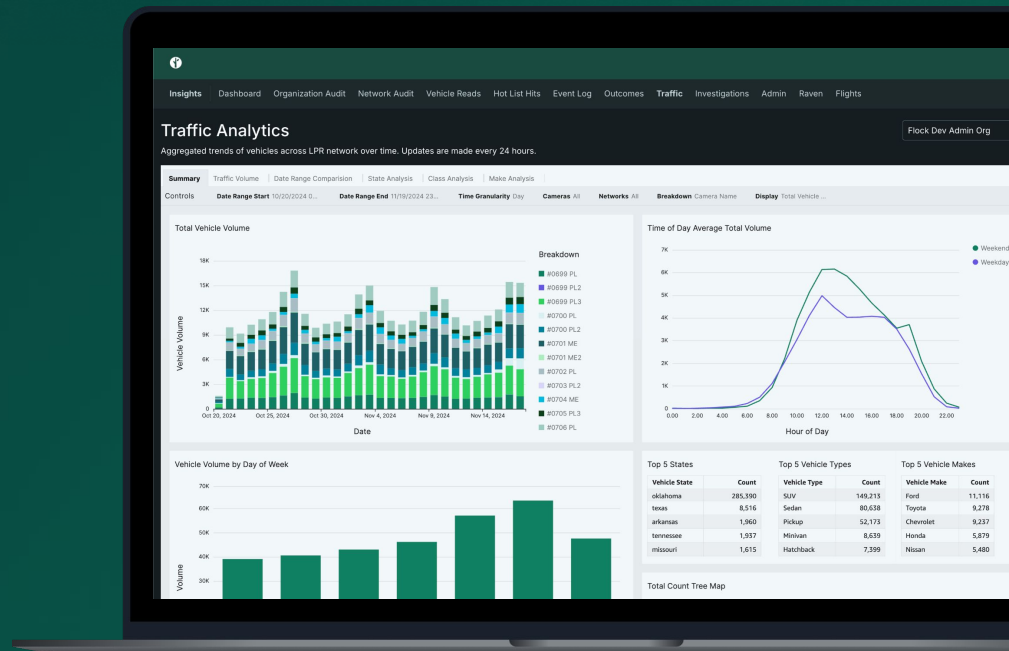 Insights Dashboard Organization Audit Network Audit Vehicle Reads Hot List Hits Event Log Outcomes Traffic Investigations Admin Raven Flights
Traffic Analytics
Flock Dev Admin Org
Aggregated trends of vehicles across LPR network over time. Updates are made every 24 hours.
Summary Traffic Volume Date Range Comparision State Analysis Class Analysis Make Analysis
Controls Date Range Start 10/20/2024 0... Date Range End 11/19/2024 23... Time Granularity Day Cameras All Networks All Breakdown Camera Name Display Total Vehicle ...
Total Vehicle Volume
Vehicle Volume
18K
15K
12K
9K
6K
3K
0
Oct 20, 2024 Oct 25, 2024 Oct 30, 2024 Nov 4, 2024 Nov 9, 2024 Nov 14, 2024
Date
Breakdown
#0699 PL
#0699 PL2
#0699 PL3
#0700 PL
#0700 PL2
#0701 ME
#0701 ME2
#0702 PL
#0703 PL2
#0704 ME
#0705 PL3
#0706 PL
Time of Day Average Total Volume
7K
6K
5K
4K
3K
2K
1K
0
0.00 2.00 4.00 6.00 8.00 10.00 12.00 14.00 16.00 18.00 20.00 22.00
Hour of Day
Weekend
Weekday
Vehicle Volume by Day of Week
Volume
70K
60K
50K
40K
30K
Top 5 States
Vehicle State Count
oklahoma 285,390
texas 8,516
arkansas 1,960
tennessee 1,937
missouri 1,615
Top 5 Vehicle Types
Vehicle Type Count
SUV 149,213
Sedan 80,638
Pickup 52,173
Minivan 8,639
Hatchback 7,399
Top 5 Vehicle Makes
Vehicle Make Count
Ford 11,116
Toyota 9,278
Chevrolet 9,237
Honda 5,879
Nissan 5,480
Total Count Tree Map